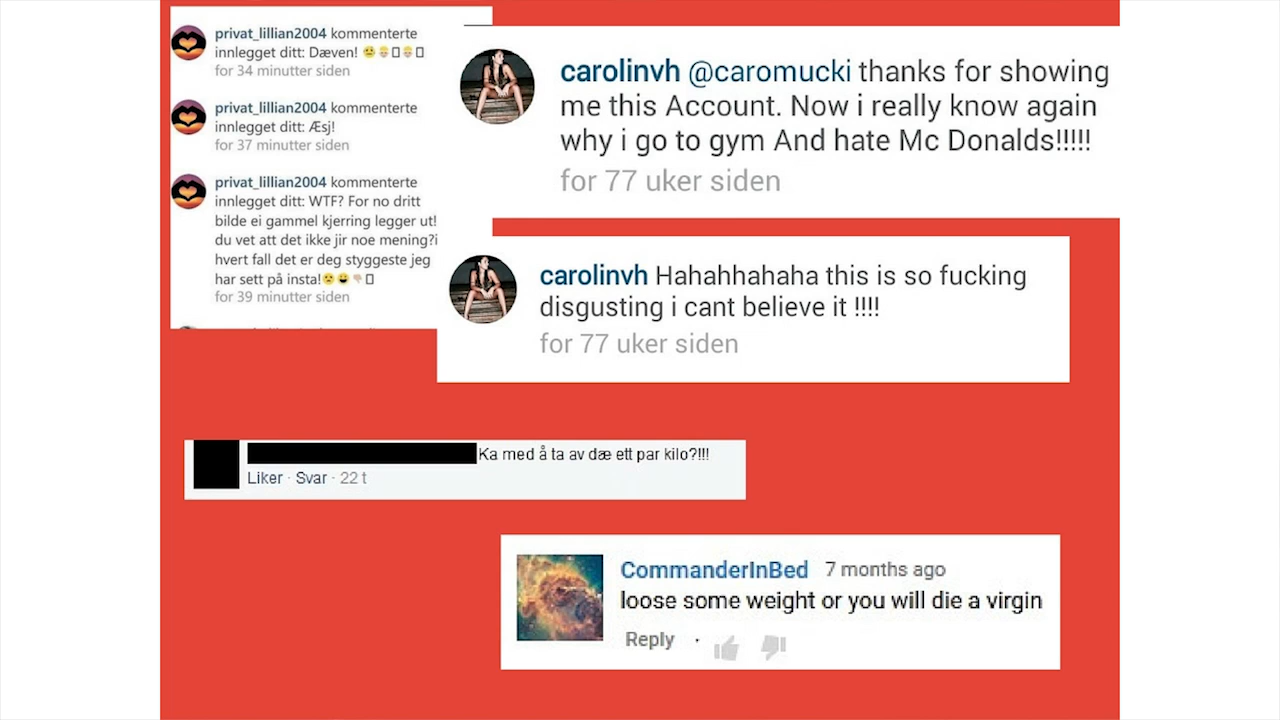 privat_lillian2004 kommenterte
innlegget ditt: Dæven! 😢👴🏼▯👴🏼▯
for 34 minutter siden
privat_lillian2004 kommenterte
innlegget ditt: Æsj!
for 37 minutter siden
privat_lillian2004 kommenterte
innlegget ditt: WTF? For no dritt
bilde ei gammel kjerring legger ut!
du vet att det ikke jir noe mening?i
hvert fall det er deg styggeste jeg
har sett på insta!😢😄👎🏼▯
for 39 minutter siden
carolinvh @caromucki thanks for showing
me this Account. Now i really know again
why i go to gym And hate Mc Donalds!!!!!
for 77 uker siden
carolinvh Hahahhahaha this is so fucking
disgusting i cant believe it !!!!
for 77 uker siden
Ka med å ta av dæ ett par kilo?!!!
Liker · Svar · 22 t
CommanderInBed 7 months ago
loose some weight or you will die a virgin
Reply ·